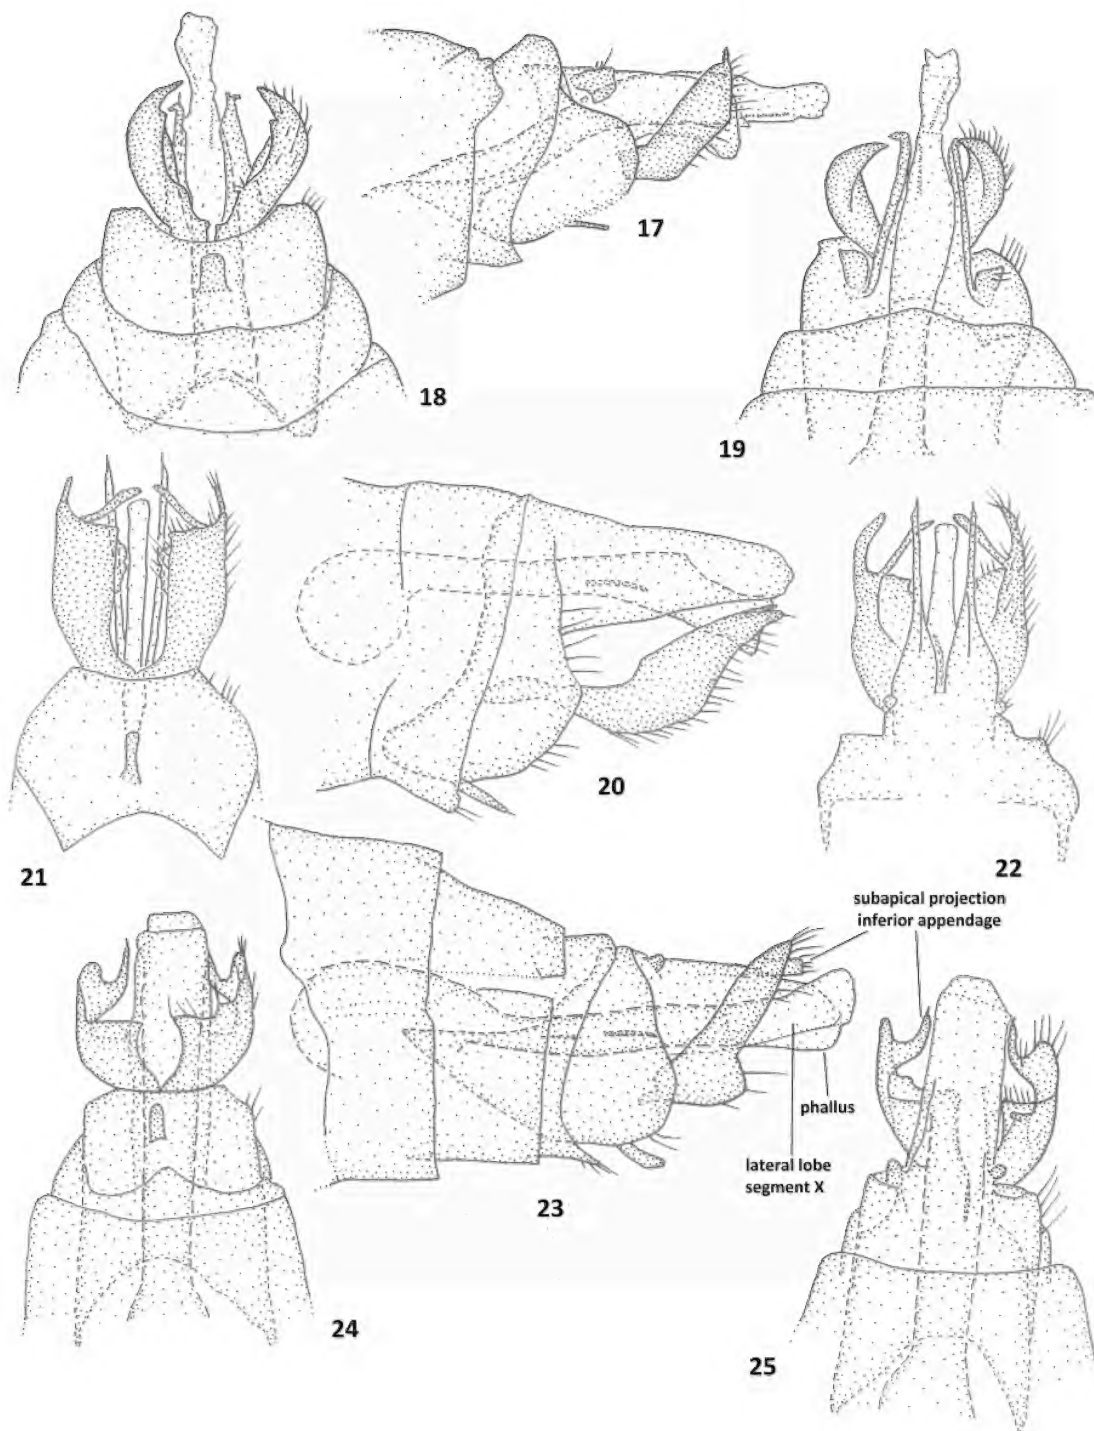 17
18
19
20
21
22
subapical projection
inferior appendage
phallus
lateral lobe
segment X
23
24
25